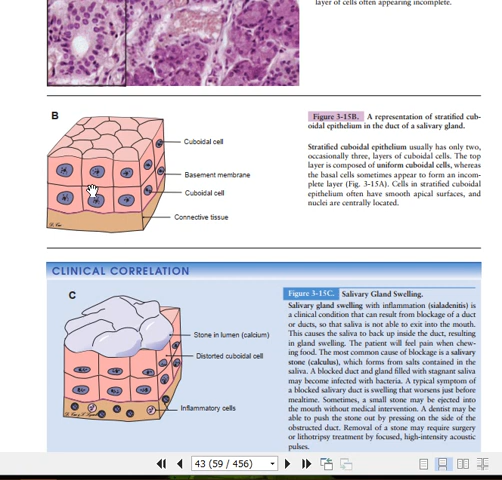 layer of cells often appearing incomplete.
B
Cuboidal cell
Basement membrane
Cuboidal cell
Connective tissue
Figure 3-15B. A representation of stratified cub-
oidal epithelium in the duct of a salivary gland.
Stratified cuboidal epithelium usually has only two,
occasionally three, layers of cuboidal cells. The top
layer is composed of uniform cuboidal cells, whereas
the basal cells sometimes appear to form an incom-
plete layer (Fig. 3-15A). Cells in stratified cuboidal
epithelium often have smooth apical surfaces, and
nuclei are centrally located.
CLINICAL CORRELATION
C
Stone in lumen (calcium)
Distorted cuboidal cell
Inflammatory cells
Figure 3-15C. Salivary Gland Swelling.
Salivary gland swelling with inflammation (sialadenitis) is
a clinical condition that can result from blockage of a duct
or ducts, so that saliva is not able to exit into the mouth.
This causes the saliva to back up inside the duct, resulting
in gland swelling. The patient will feel pain when chew-
ing food. The most common cause of blockage is a salivary
stone (calculus), which forms from salts contained in the
saliva. A blocked duct and gland filled with stagnant saliva
may become infected with bacteria. A typical symptom of
a blocked salivary duct is swelling that worsens just before
mealtime. Sometimes, a small stone may be ejected into
the mouth without medical intervention. A dentist may be
able to push the stone out by pressing on the side of the
obstructed duct. Removal of a stone may require surgery
or lithotripsy treatment by focused, high-intensity acoustic
pulses.
43 (59 / 456)